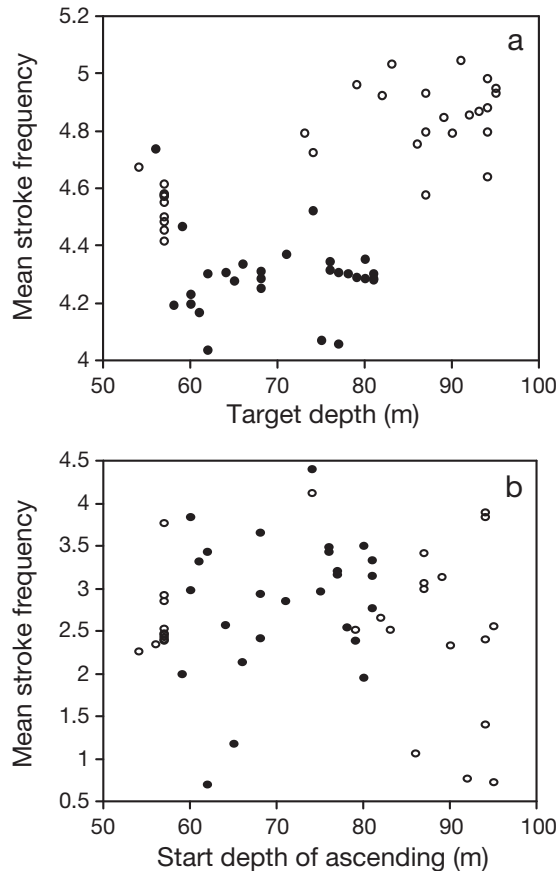 a
5.2
5
4.8
4.6
4.4
4.2
4
Mean stroke frequency
50 60 70 80 90 100
Target depth (m)
b
4.5
4
3.5
3
2.5
2
1.5
1
0.5
Mean stroke frequency
50 60 70 80 90 100
Start depth of ascending (m)